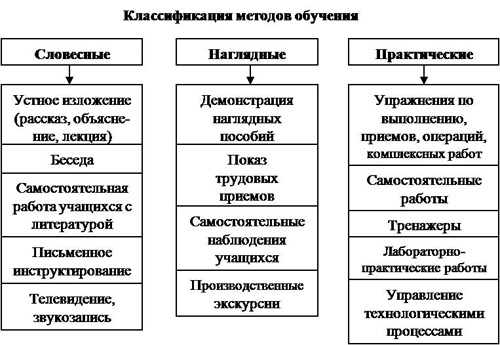 Классификация методов обучения
Словесные
Устное изложение
(рассказ, объясне-
ние, лекция)
Беседа
Самостоятельная
работа учащихся с
литературой
Письменное
инструктирование
Телевидение,
звукозапись
Наглядные
Демонстрация
наглядных
пособий
Показ
трудовых
приемов
Самостоятельные
наблюдения
учащихся
Производственные
экскурсии
Практические
Упражнения по
выполнению,
приемов, операций,
комплексных работ
Самостоятельные
работы
Тренажеры
Лабораторно-
практические работы
Управление
технологическими
процессами